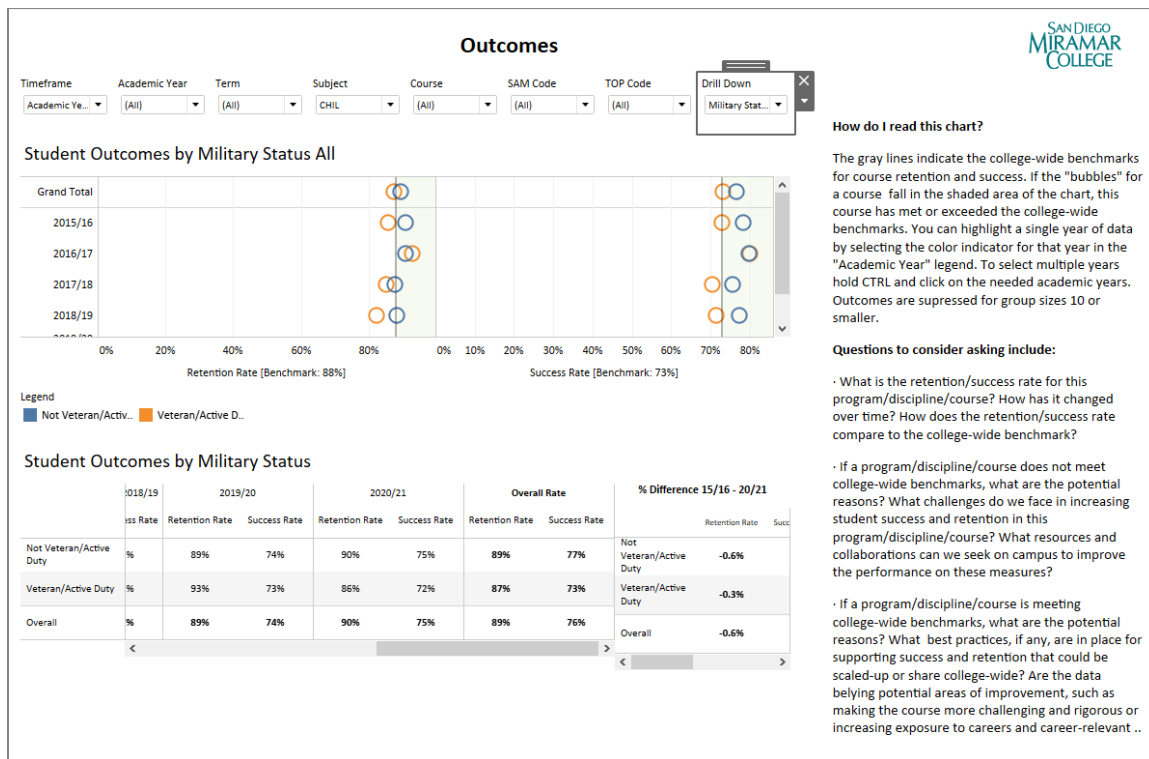 Outcomes
SAN DIEGO
MIRAMAR
COLLEGE
Timeframe Academic Year Term Subject Course SAM Code TOP Code Drill Down
Academic Ye... (All) (All) CHIL (All) (All) (All) Military Stat...
Student Outcomes by Military Status All
Grand Total
2015/16
2016/17
2017/18
2018/19
0% 20% 40% 60% 80% 0% 10% 20% 30% 40% 50% 60% 70% 80%
Retention Rate [Benchmark: 88%] Success Rate [Benchmark: 73%]
Legend
Not Veteran/Activ.. Veteran/Active D..
Student Outcomes by Military Status
2018/19 2019/20 2020/21 Overall Rate % Difference 15/16 - 20/21
ss Rate Retention Rate Success Rate Retention Rate Success Rate Retention Rate Success Rate Retention Rate Succ
Not Veteran/Active
Duty
% 89% 74% 90% 75% 89% 77%
Not
Veteran/Active
Duty
-0.6%
Veteran/Active Duty % 93% 73% 86% 72% 87% 73%
Veteran/Active
Duty
-0.3%
Overall % 89% 74% 90% 75% 89% 76% Overall -0.6%
How do I read this chart?
The gray lines indicate the college-wide benchmarks
for course retention and success. If the "bubbles" for
a course fall in the shaded area of the chart, this
course has met or exceeded the college-wide
benchmarks. You can highlight a single year of data
by selecting the color indicator for that year in the
"Academic Year" legend. To select multiple years
hold CTRL and click on the needed academic years.
Outcomes are supressed for group sizes 10 or
smaller.
Questions to consider asking include:
· What is the retention/success rate for this
program/discipline/course? How has it changed
over time? How does the retention/success rate
compare to the college-wide benchmark?
· If a program/discipline/course does not meet
college-wide benchmarks, what are the potential
reasons? What challenges do we face in increasing
student success and retention in this
program/discipline/course? What resources and
collaborations can we seek on campus to improve
the performance on these measures?
· If a program/discipline/course is meeting
college-wide benchmarks, what are the potential
reasons? What best practices, if any, are in place for
supporting success and retention that could be
scaled-up or share college-wide? Are the data
belying potential areas of improvement, such as
making the course more challenging and rigorous or
increasing exposure to careers and career-relevant ..